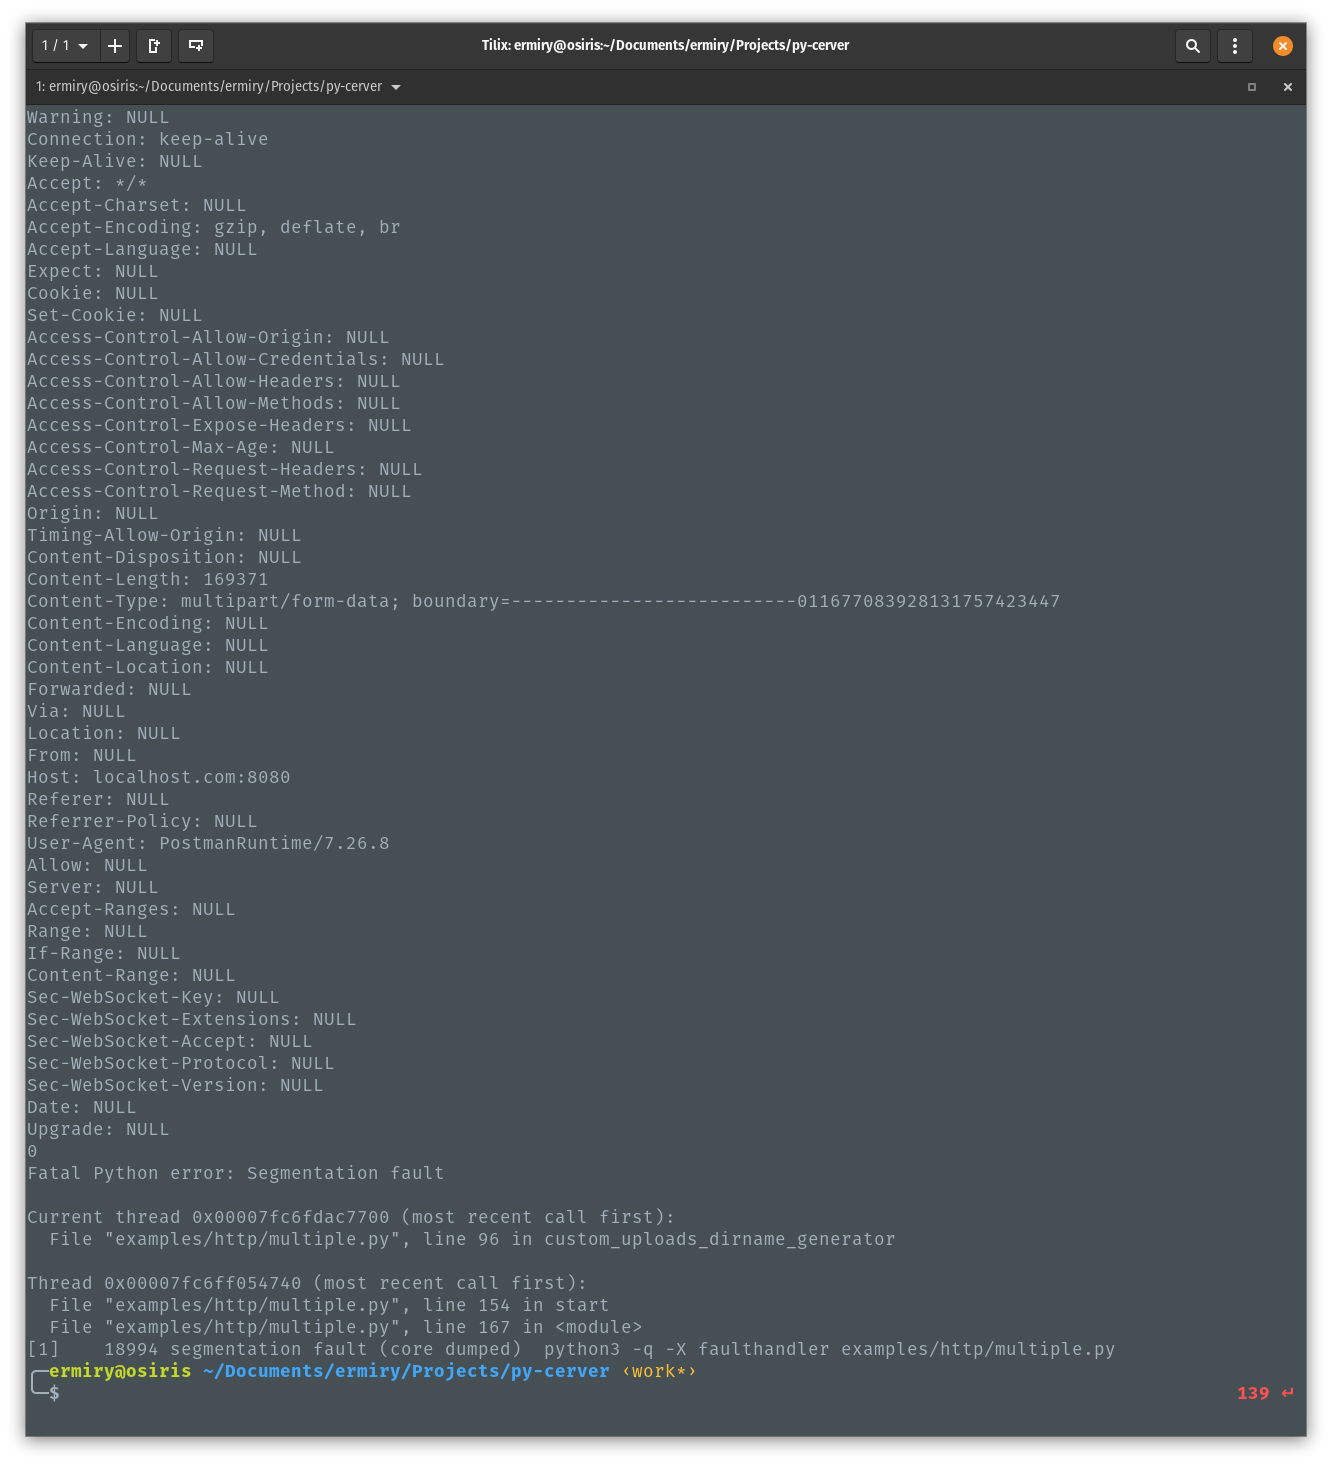 1 / 1
Tilix: ermiry@osiris:~/Documents/ermiry/Projects/py-cerver
1: ermiry@osiris:~/Documents/ermiry/Projects/py-cerver
Warning: NULL
Connection: keep-alive
Keep-Alive: NULL
Accept: */*
Accept-Charset: NULL
Accept-Encoding: gzip, deflate, br
Accept-Language: NULL
Expect: NULL
Cookie: NULL
Set-Cookie: NULL
Access-Control-Allow-Origin: NULL
Access-Control-Allow-Credentials: NULL
Access-Control-Allow-Headers: NULL
Access-Control-Allow-Methods: NULL
Access-Control-Expose-Headers: NULL
Access-Control-Max-Age: NULL
Access-Control-Request-Headers: NULL
Access-Control-Request-Method: NULL
Origin: NULL
Timing-Allow-Origin: NULL
Content-Disposition: NULL
Content-Length: 169371
Content-Type: multipart/form-data; boundary=--------------------------011677083928131757423447
Content-Encoding: NULL
Content-Language: NULL
Content-Location: NULL
Forwarded: NULL
Via: NULL
Location: NULL
From: NULL
Host: localhost.com:8080
Referer: NULL
Referrer-Policy: NULL
User-Agent: PostmanRuntime/7.26.8
Allow: NULL
Server: NULL
Accept-Ranges: NULL
Range: NULL
If-Range: NULL
Content-Range: NULL
Sec-WebSocket-Key: NULL
Sec-WebSocket-Extensions: NULL
Sec-WebSocket-Accept: NULL
Sec-WebSocket-Protocol: NULL
Sec-WebSocket-Version: NULL
Date: NULL
Upgrade: NULL
0
Fatal Python error: Segmentation fault
Current thread 0x00007fc6fdac7700 (most recent call first):
  File "examples/http/multiple.py", line 96 in custom_uploads_dirname_generator
Thread 0x00007fc6ff054740 (most recent call first):
  File "examples/http/multiple.py", line 154 in start
  File "examples/http/multiple.py", line 167 in <module>
[1]    18994 segmentation fault (core dumped)  python3 -q -X faulthandler examples/http/multiple.py
╭─ermiry@osiris ~/Documents/ermiry/Projects/py-cerver ‹work*›
╰─$ 139 ↵